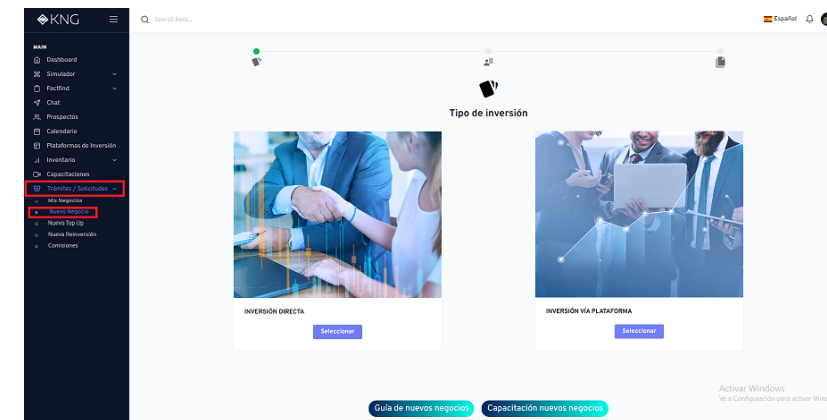 KNG
Search here...
Español
MAIN
Dashboard
Simulador
Factfind
Chat
Prospectos
Calendario
Plataformas de Inversión
Inventario
Capacitaciones
Trámites / Solicitudes
Mis Negocios
Nuevo Negocio
Nuevo Top Up
Nueva Reinversión
Comisiones
Tipo de inversión
INVERSIÓN DIRECTA
Seleccionar
INVERSIÓN VÍA PLATAFORMA
Seleccionar
Guía de nuevos negocios
Capacitación nuevos negocios
Activar Windows
Ve a Configuración para activar Win